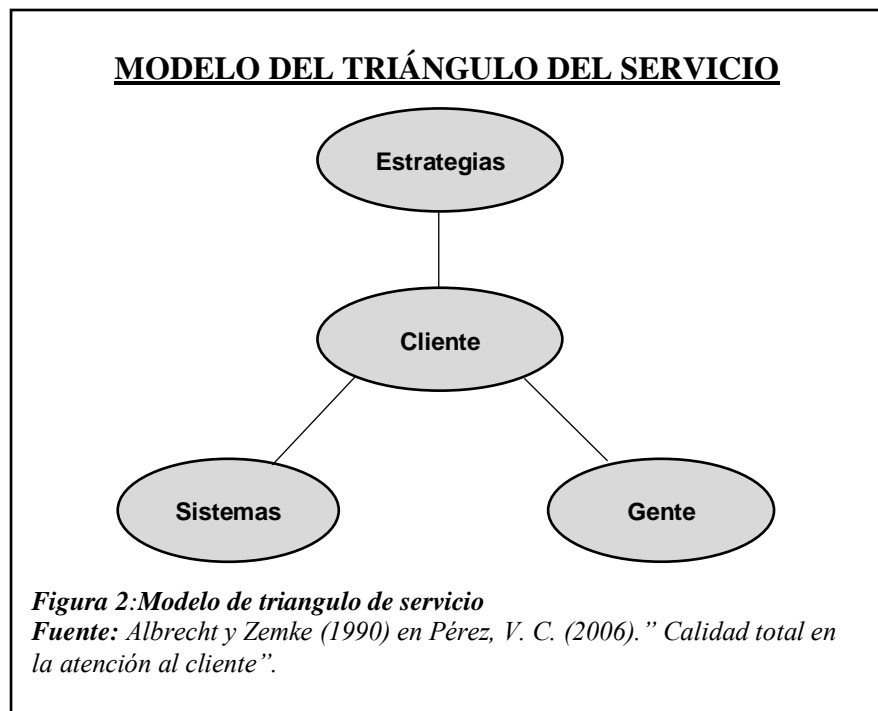 MODELO DEL TRIÁNGULO DEL SERVICIO
Estrategias
Cliente
Sistemas
Gente
Figura 2:Modelo de triangulo de servicio
Fuente: Albrecht y Zemke (1990) en Pérez, V. C. (2006).” Calidad total en
la atención al cliente”.